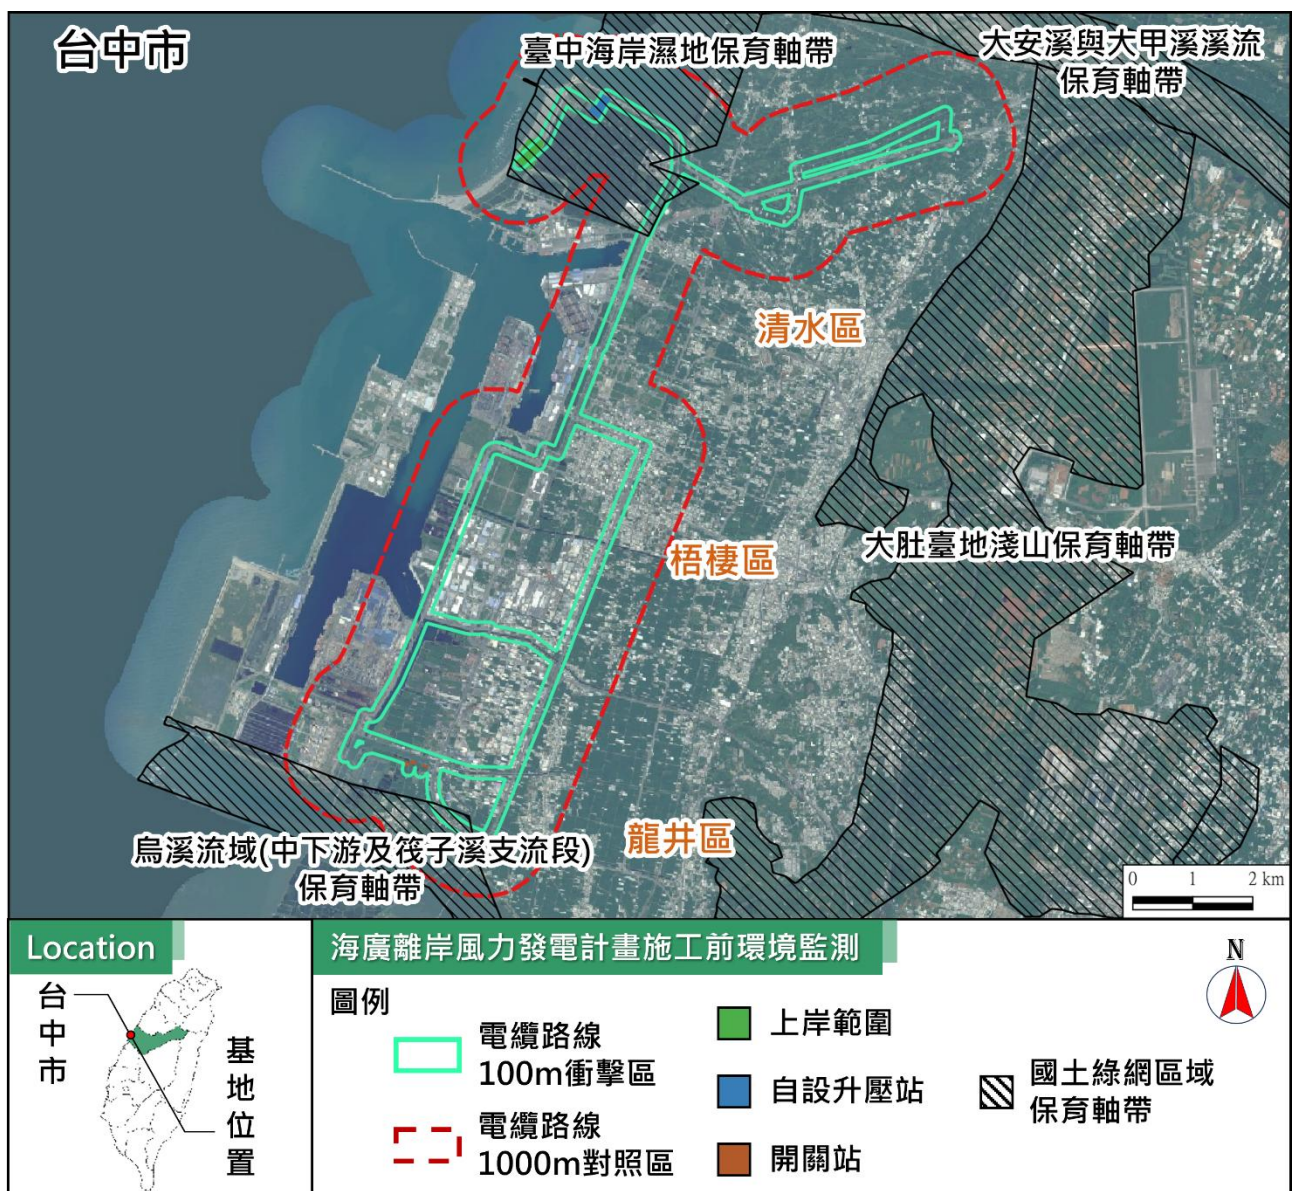 台中市
臺中海岸濕地保育軸帶
大安溪與大甲溪溪流
保育軸帶
清水區
梧棲區
大肚臺地淺山保育軸帶
龍井區
烏溪流域(中下游及筏子溪支流段)
保育軸帶
0 1 2 km
Location
台中市
基地位置
海廣離岸風力發電計畫施工前環境監測
N
圖例
電纜路線
100m衝擊區
電纜路線
1000m對照區
上岸範圍
自設升壓站
開關站
國土綠網區域
保育軸帶